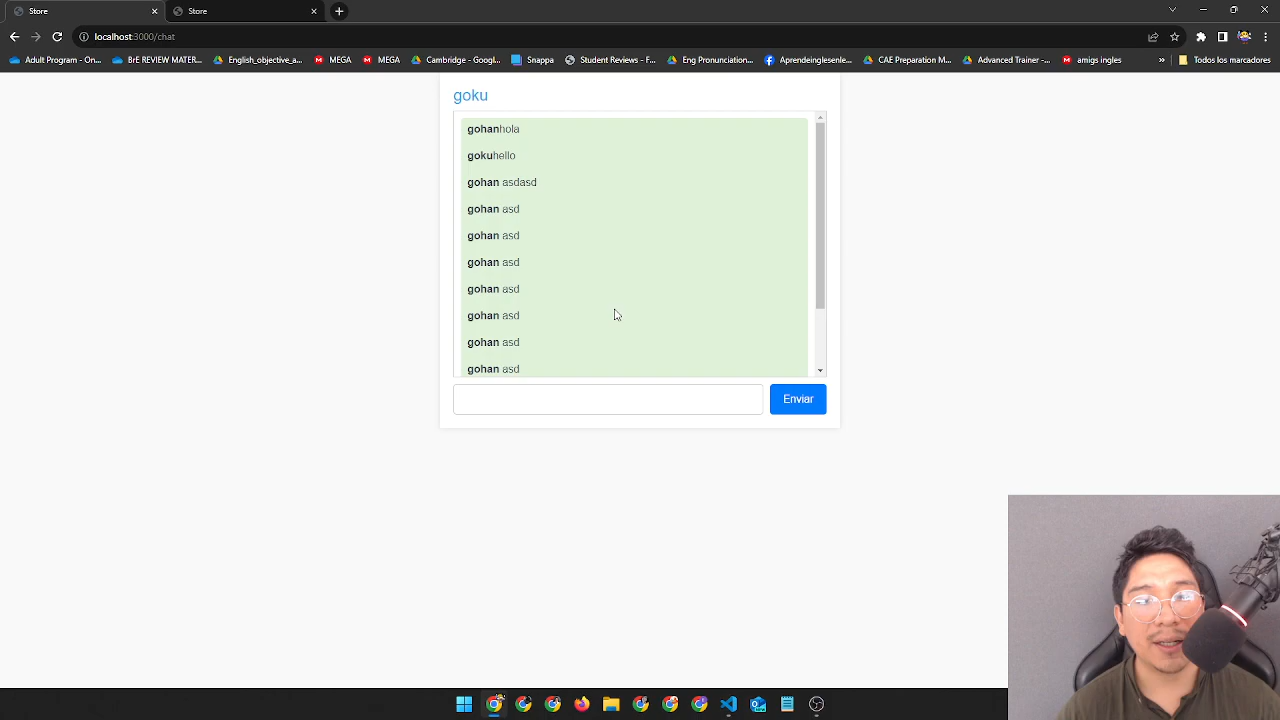 Store
Store
localhost:3000/chat
Adult Program - On...
BrE REVIEW MATER...
English_objective_a...
MEGA
MEGA
Cambridge - Googl...
Snappa
Student Reviews - F...
Eng Pronunciation...
Aprendeinglesenle...
CAE Preparation M...
Advanced Trainer -...
amigs ingles
»
Todos los marcadores
goku
gohanhola
gokuhello
gohan asdasd
gohan asd
gohan asd
gohan asd
gohan asd
gohan asd
gohan asd
gohan asd
Enviar